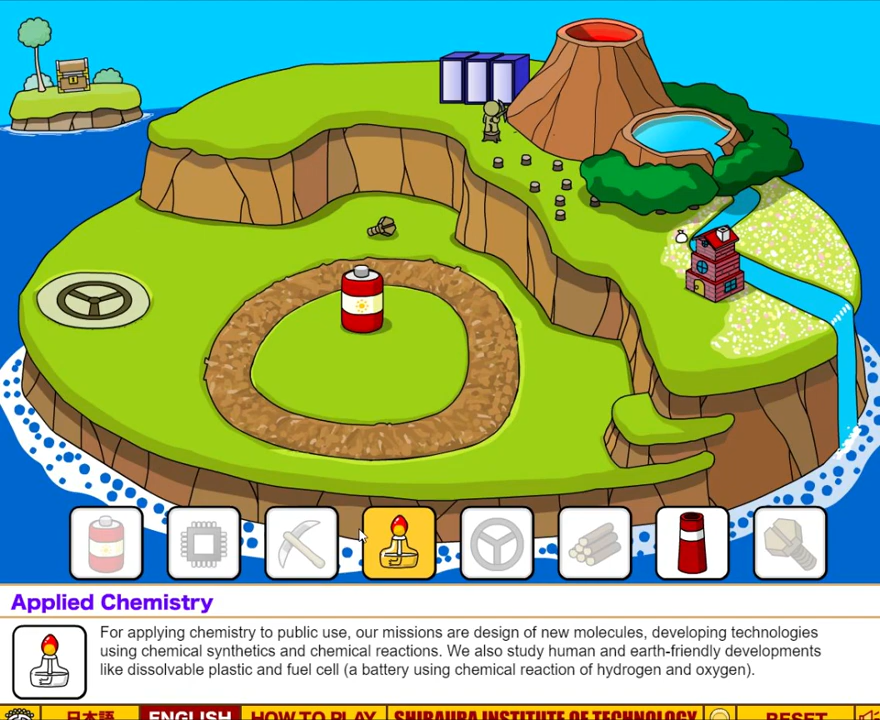 Applied Chemistry
For applying chemistry to public use, our missions are design of new molecules, developing technologies
using chemical synthetics and chemical reactions. We also study human and earth-friendly developments
like dissolvable plastic and fuel cell (a battery using chemical reaction of hydrogen and oxygen).
日本語 ENGLISH HOW TO PLAY SHIBAURA INSTITUTE OF TECHNOLOGY RESET